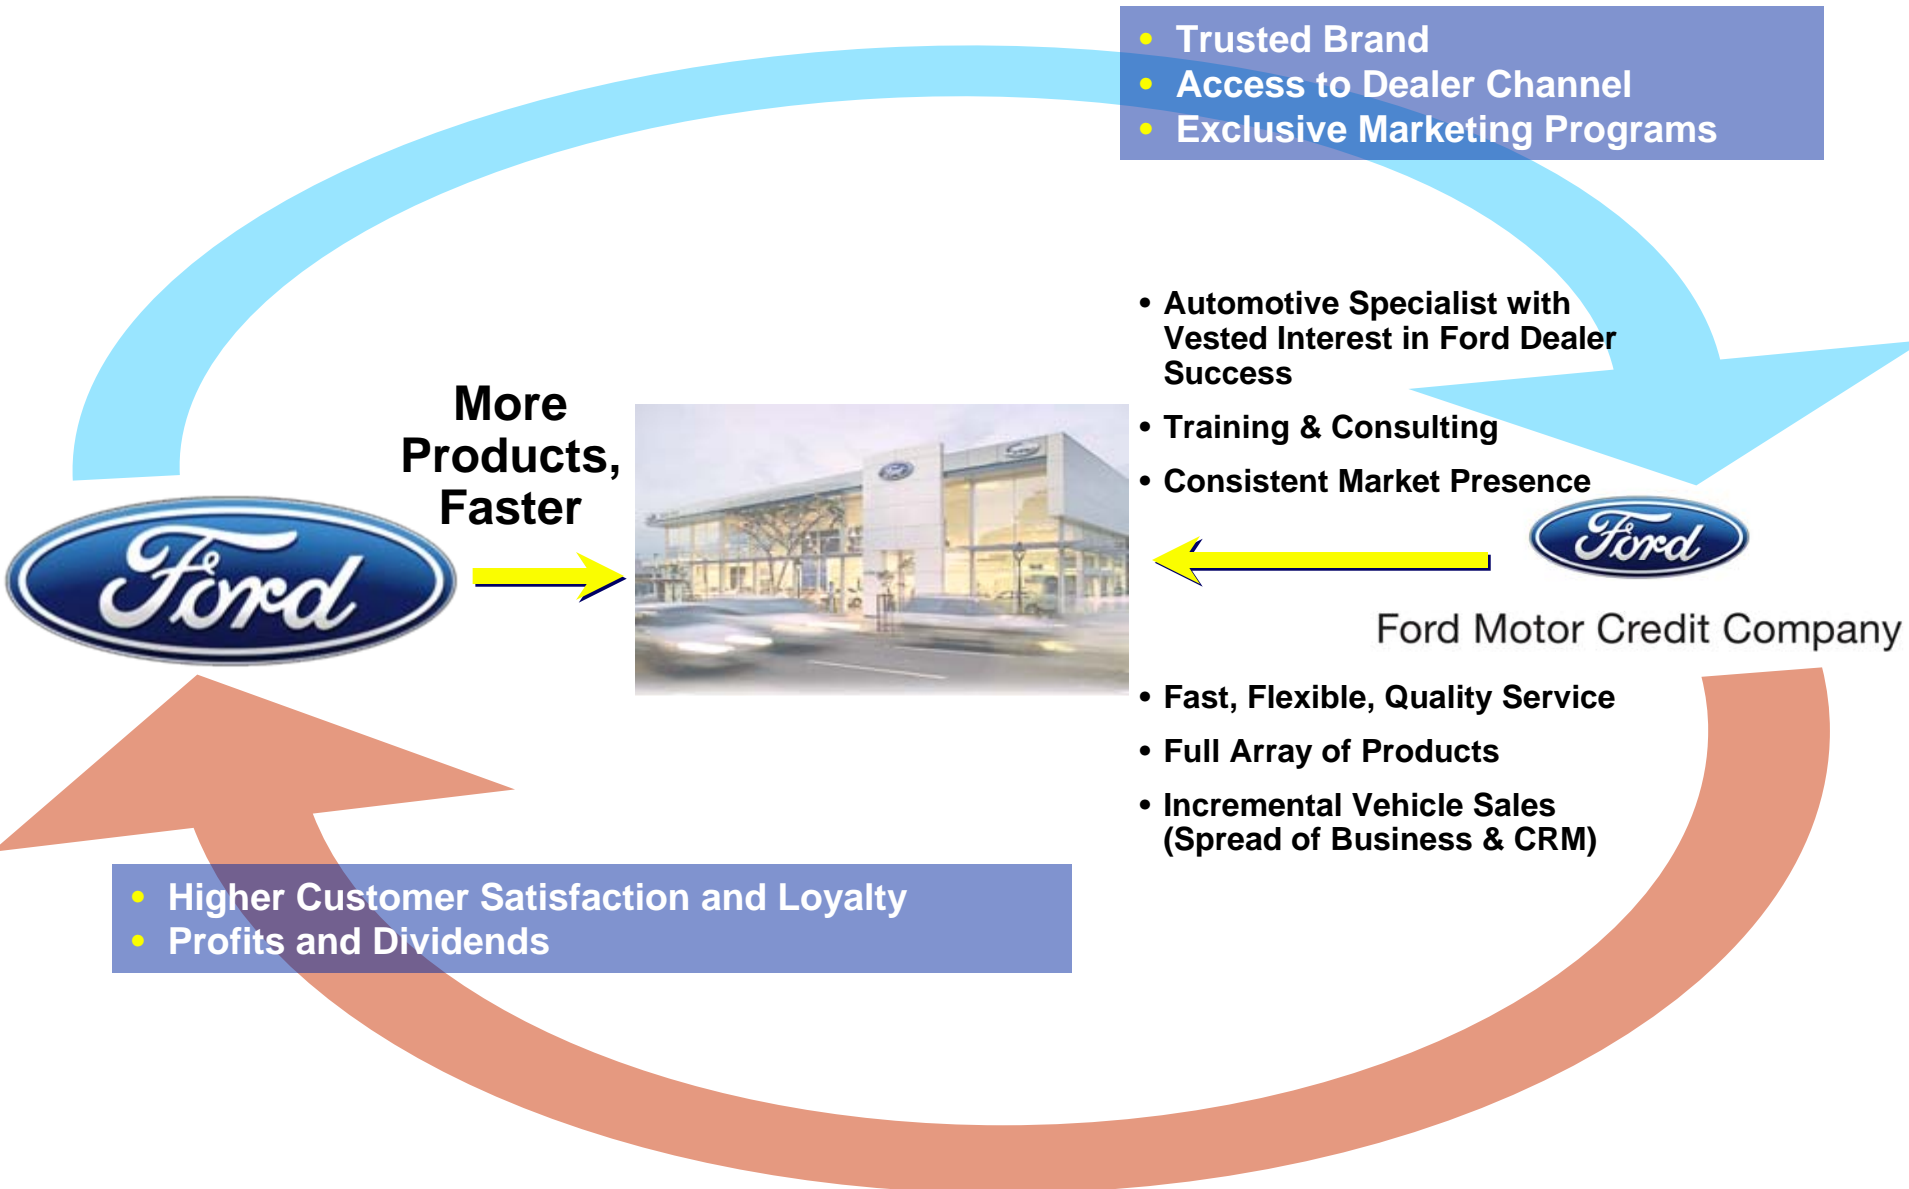 • Trusted Brand
• Access to Dealer Channel
• Exclusive Marketing Programs
• Automotive Specialist with
Vested Interest in Ford Dealer
Success
• Training & Consulting
• Consistent Market Presence
More
Products,
Faster
Ford
Ford
Ford
Ford Motor Credit Company
• Fast, Flexible, Quality Service
• Full Array of Products
• Incremental Vehicle Sales
(Spread of Business & CRM)
• Higher Customer Satisfaction and Loyalty
• Profits and Dividends